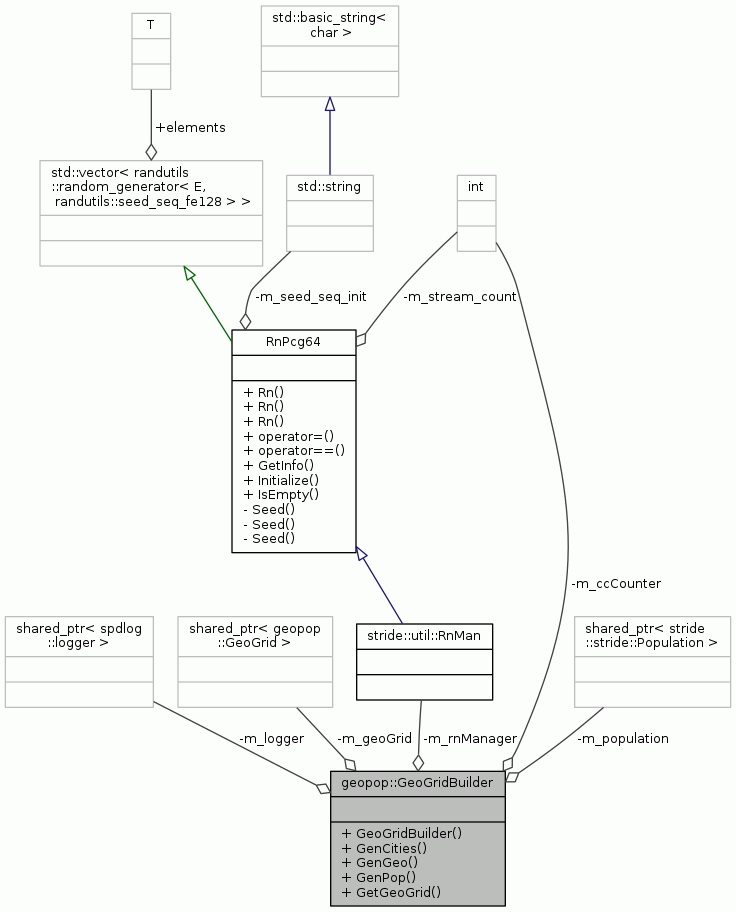 T
std::basic_string<
char >
+elements
std::vector< randutils
::random_generator< E,
randutils::seed_seq_fe128 > >
std::string
int
-m_seed_seq_init
-m_stream_count
RnPcg64
+ Rn()
+ Rn()
+ Rn()
+ operator=()
+ operator==()
+ GetInfo()
+ Initialize()
+ IsEmpty()
- Seed()
- Seed()
- Seed()
-m_ccCounter
shared_ptr< spdlog
::logger >
shared_ptr< geopop
::GeoGrid >
stride::util::RnMan
shared_ptr< stride
::stride::Population >
-m_logger
-m_geoGrid
-m_rnManager
-m_population
geopop::GeoGridBuilder
+ GeoGridBuilder()
+ GenCities()
+ GenGeo()
+ GenPop()
+ GetGeoGrid()